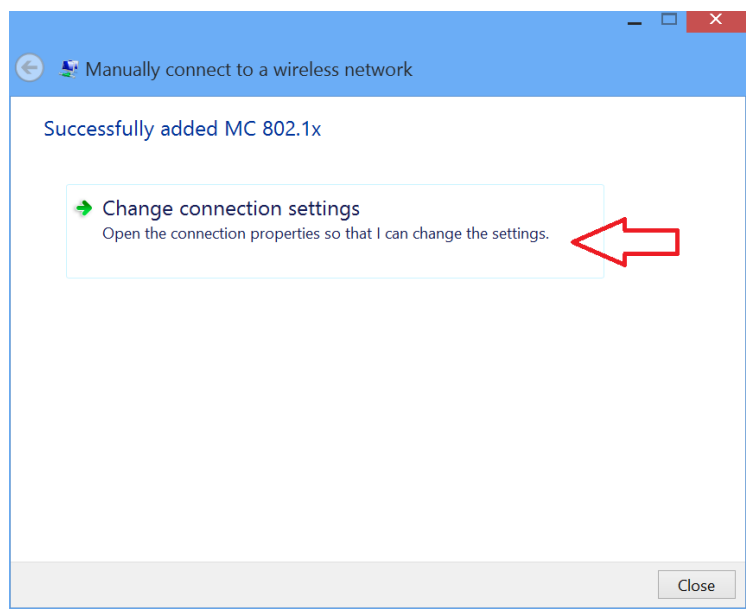 Manually connect to a wireless network
Successfully added MC 802.1x
Change connection settings
Open the connection properties so that I can change the settings.
Close